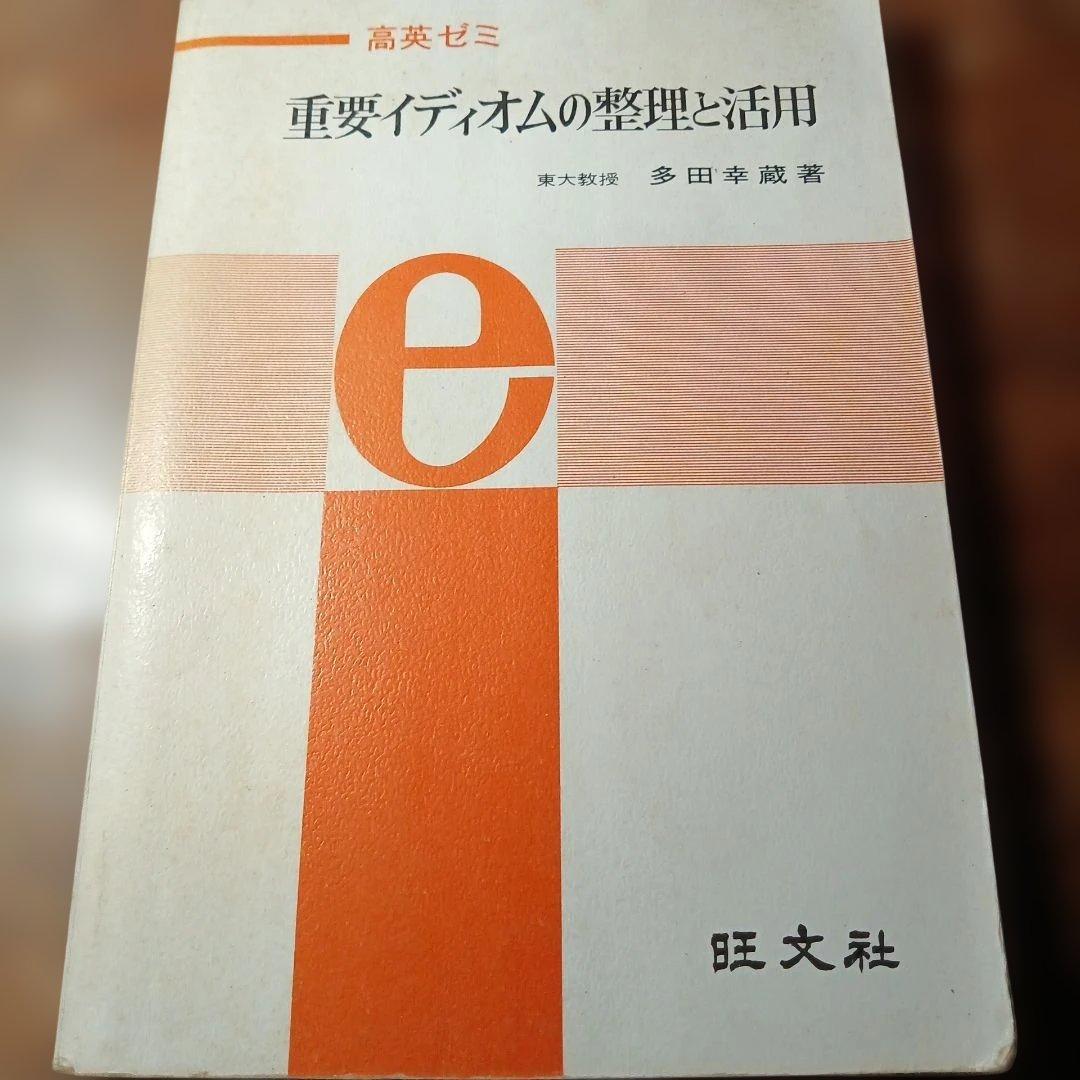 高英ゼミ
重要イディオムの整理と活用
東大教授 多田幸蔵著
e
旺文社